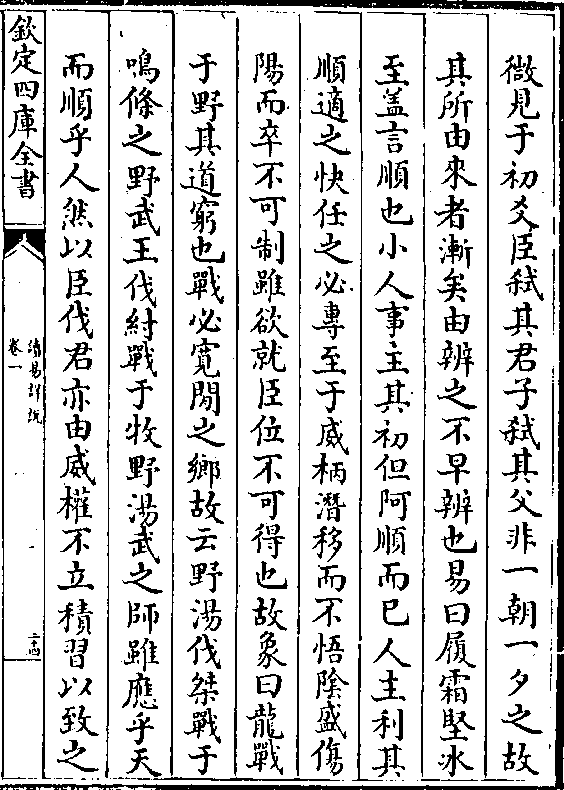 微見于初爻臣弑其君子弑其父非一朝一夕之故
其所由來者漸矣由辨之不早辨也易曰履霜堅冰
至盖言順也小人事主其初但阿順而已人主利其
順適之快任之必專至于威柄潛移而不悟隂盛傷
陽而卒不可制雖欲就臣位不可得也故象曰龍戰
于野其道窮也戰必寛閒之鄉故云野湯伐桀戰于
鳴條之野武王伐紂戰于牧野湯武之師雖應乎天
而順乎人然以臣伐君亦由威權不立積習以致之
欽定四庫全書
讀易詳説
卷一
二十四